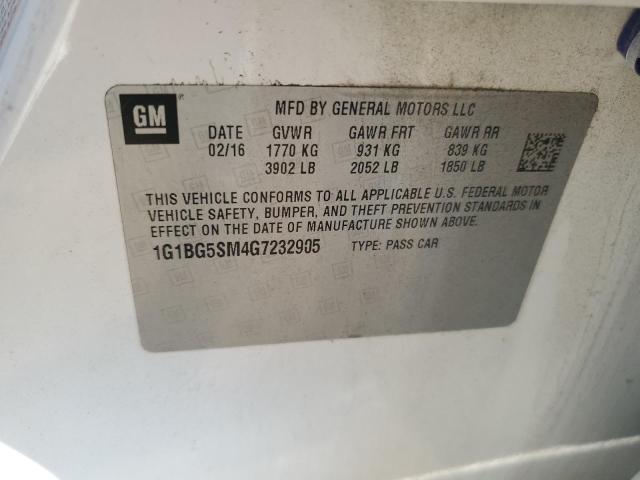 GM
MFD BY GENERAL MOTORS LLC
DATE GVWR GAWR FRT GAWR RR
02/16 1770 KG 931 KG 839 KG
3902 LB 2052 LB 1850 LB
THIS VEHICLE CONFORMS TO ALL APPLICABLE U.S. FEDERAL MOTOR
VEHICLE SAFETY, BUMPER, AND THEFT PREVENTION STANDARDS IN
EFFECT ON THE DATE OF MANUFACTURE SHOWN ABOVE.
1G1BG5SM4G7232905 TYPE: PASS CAR